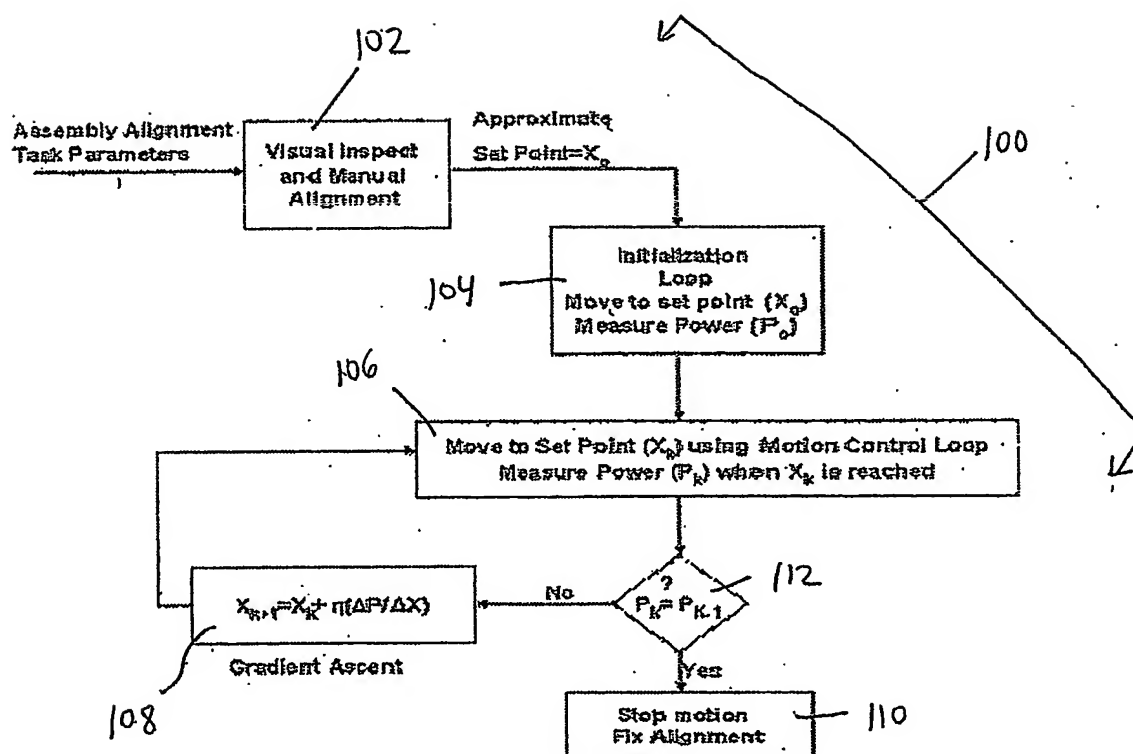 102
Assembly Alignment
Task Parameters
Visual Inspect
and Manual
Alignment
Approximate
Set Point=X₀
100
104
Initialization
Loop
Move to set point (X₀)
Measure Power (P₀)
106
Move to Set Point (Xₖ) using Motion Control Loop
Measure Power (Pₖ) when Xₖ is reached
?
Pₖ= Pₖ₋₁
112
No
Xₖ₊₁=Xₖ+ η(ΔP/ΔX)
Gradient Ascent
108
Yes
Stop motion
Fix Alignment
110